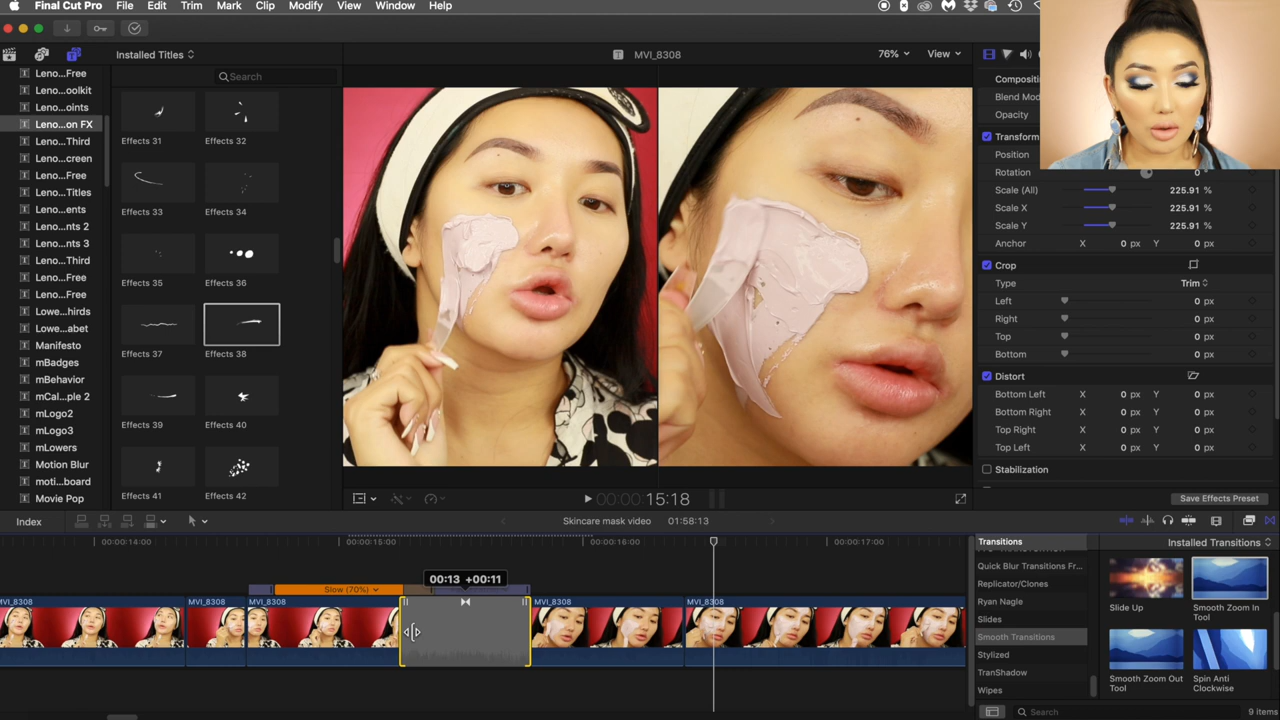 Final Cut Pro File Edit Trim Mark Clip Modify View Window Help
Installed Titles
MVI_8308
76%
View
Search
Leno...Free
Leno...oolkit
Leno...oints
Leno...on FX
Leno...Third
Leno...creen
Leno...Free
Leno...Titles
Leno...ents
Leno...nts 2
Leno...nts 3
Leno...Third
Leno...Free
Leno...Free
Lowe...hirds
Lowe...abet
Manifesto
mBadges
mBehavior
mCal...ple 2
mLogo2
mLogo3
mLowers
Motion Blur
moti...board
Movie Pop
Effects 31
Effects 32
Effects 33
Effects 34
Effects 35
Effects 36
Effects 37
Effects 38
Effects 39
Effects 40
Effects 41
Effects 42
Compositi
Blend Mod
Opacity
Transform
Position
Rotation
Scale (All) 225.91 %
Scale X 225.91 %
Scale Y 225.91 %
Anchor X 0 px Y 0 px
Crop
Type Trim
Left 0 px
Right 0 px
Top 0 px
Bottom 0 px
Distort
Bottom Left X 0 px Y 0 px
Bottom Right X 0 px Y 0 px
Top Right X 0 px Y 0 px
Top Left X 0 px Y 0 px
Stabilization
Save Effects Preset
00:00:15:18
Index
Skincare mask video 01:58:13
00:00:14:00
00:00:15:00
00:00:16:00
00:00:17:00
00:13 +00:11
Slow (70%)
MVI_8308
MVI_8308
MVI_8308
MVI_8308
MVI_8308
Transitions
Installed Transitions
Quick Blur Transitions Fr...
Replicator/Clones
Ryan Nagle
Slides
Smooth Transitions
Stylized
TranShadow
Wipes
Slide Up
Smooth Zoom In Tool
Smooth Zoom Out Tool
Spin Anti Clockwise
Search
9 items